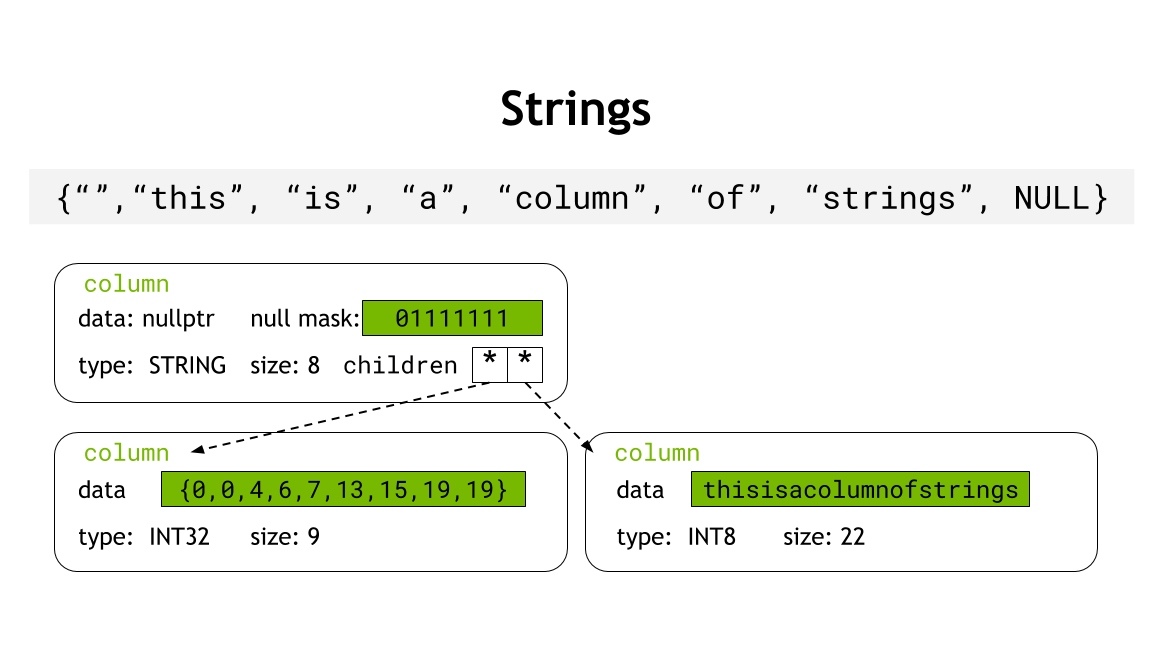 Strings
{“”,“this”, “is”, “a”, “column”, “of”, “strings”, NULL}
column
data: nullptr null mask: 01111111
type: STRING size: 8 children * *
column
data {0,0,4,6,7,13,15,19,19}
type: INT32 size: 9
column
data thisisacolumnofstrings
type: INT8 size: 22